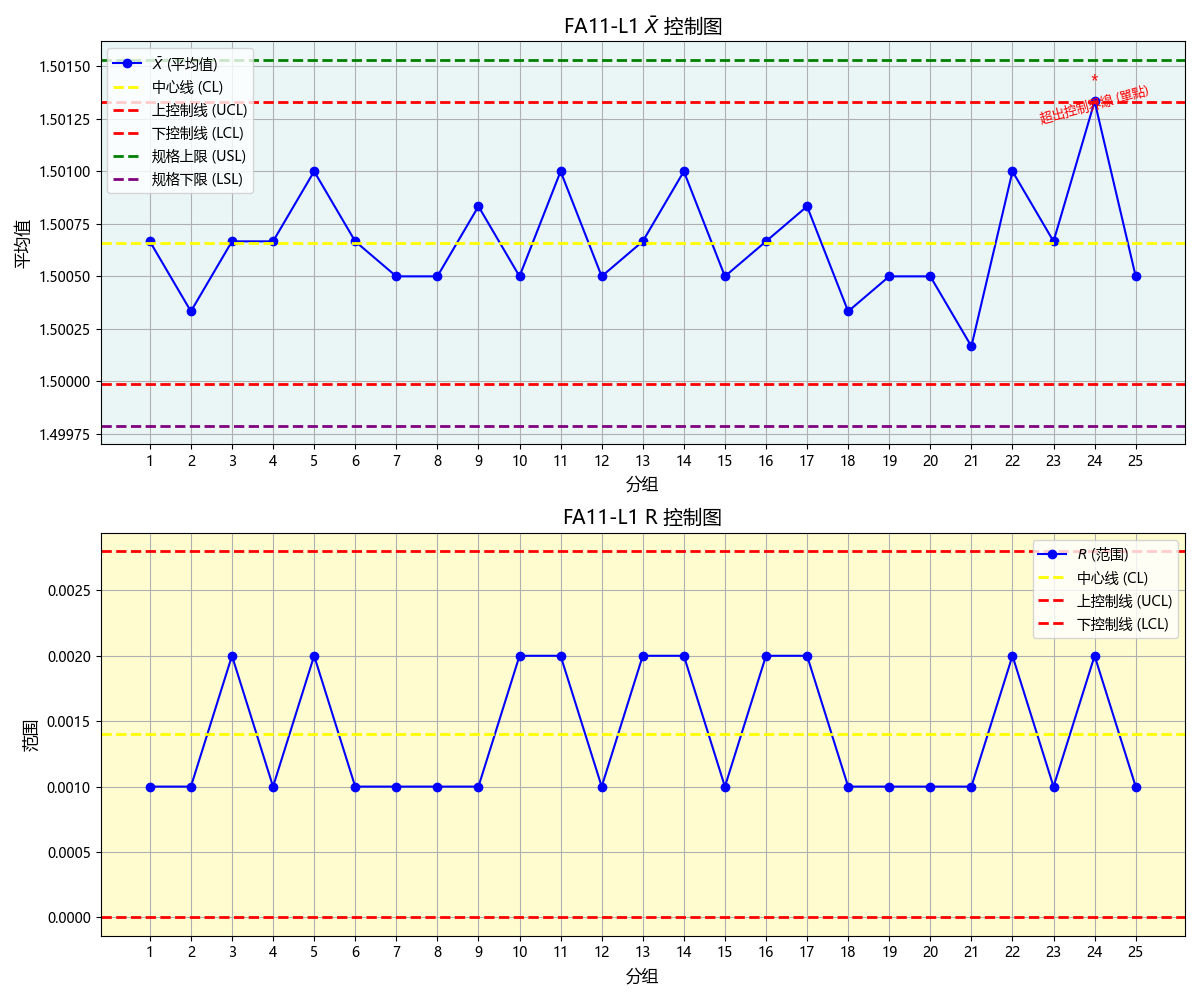 FA11-L1 X̄ 控制图
X̄ (平均值)
中心线 (CL)
上控制线 (UCL)
下控制线 (LCL)
规格上限 (USL)
规格下限 (LSL)
*
超出控制界線 (單點)
平均值
1.50150
1.50125
1.50100
1.50075
1.50050
1.50025
1.50000
1.49975
1 2 3 4 5 6 7 8 9 10 11 12 13 14 15 16 17 18 19 20 21 22 23 24 25
分组
FA11-L1 R 控制图
R (范围)
中心线 (CL)
上控制线 (UCL)
下控制线 (LCL)
范围
0.0025
0.0020
0.0015
0.0010
0.0005
0.0000
1 2 3 4 5 6 7 8 9 10 11 12 13 14 15 16 17 18 19 20 21 22 23 24 25
分组